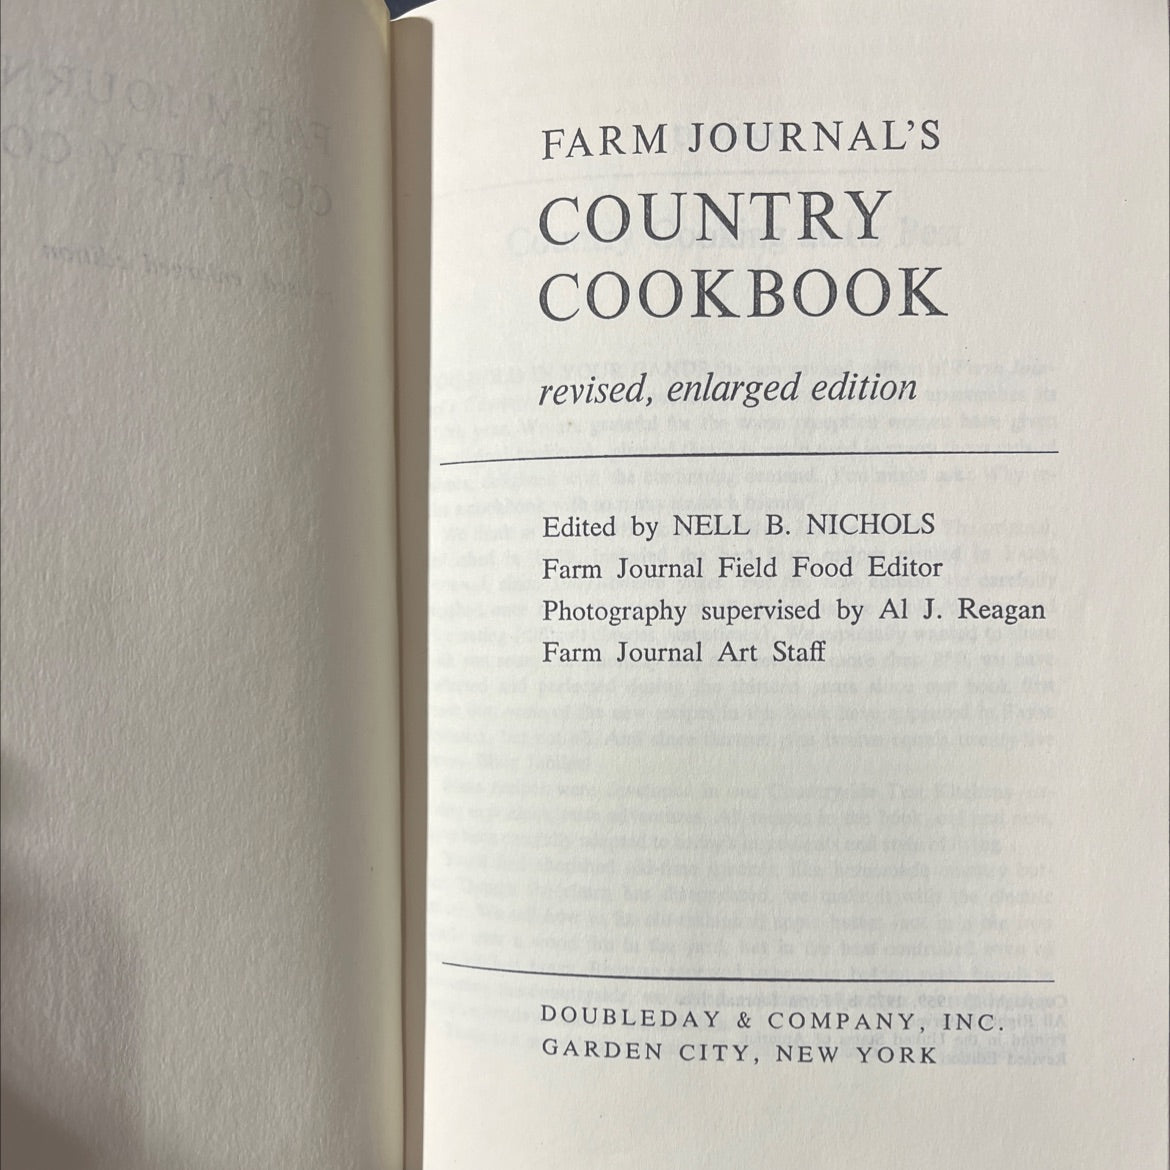 FARM JOURNAL'S
COUNTRY
COOKBOOK
revised, enlarged edition
Edited by NELL B. NICHOLS
Farm Journal Field Food Editor
Photography supervised by Al J. Reagan
Farm Journal Art Staff
DOUBLEDAY & COMPANY, INC.
GARDEN CITY, NEW YORK